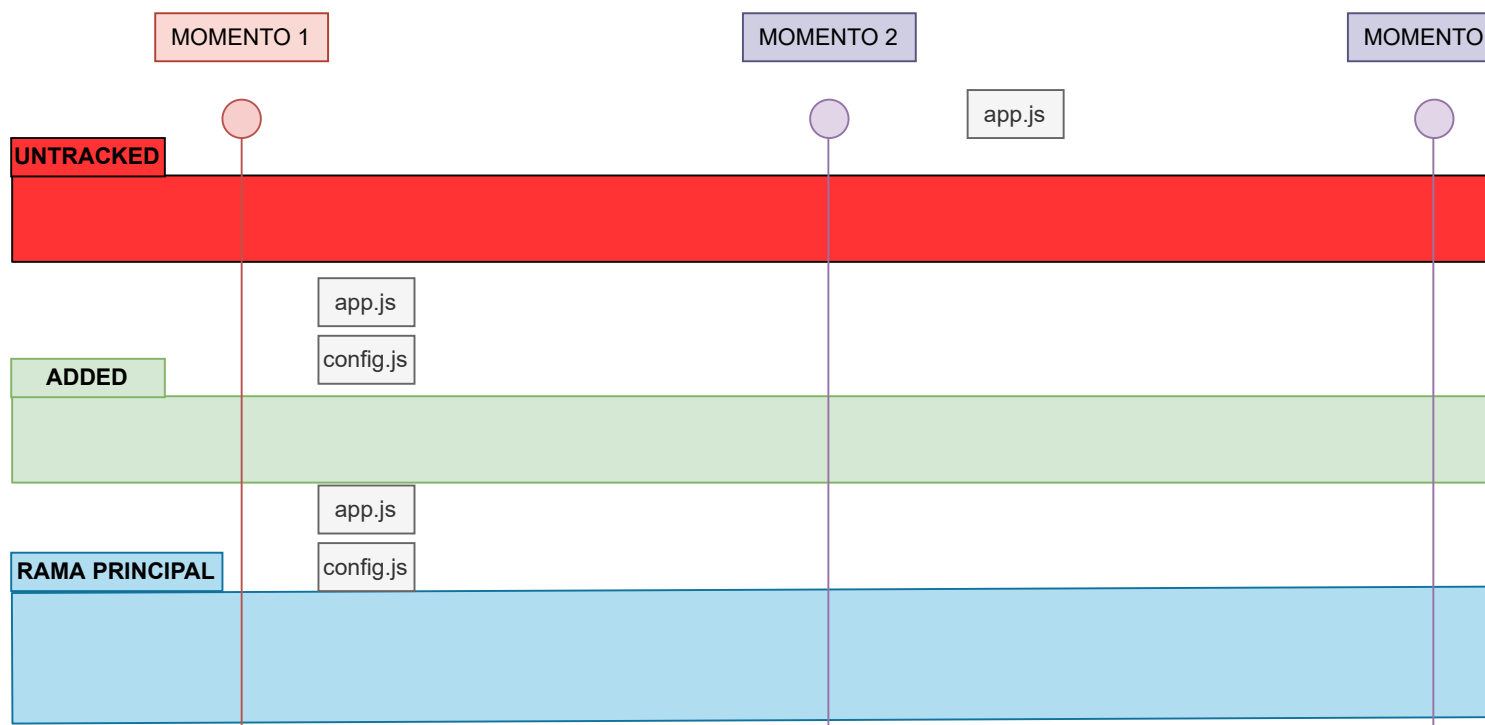 MOMENTO 1
MOMENTO 2
MOMENTO
app.js
UNTRACKED
app.js
config.js
ADDED
app.js
config.js
RAMA PRINCIPAL